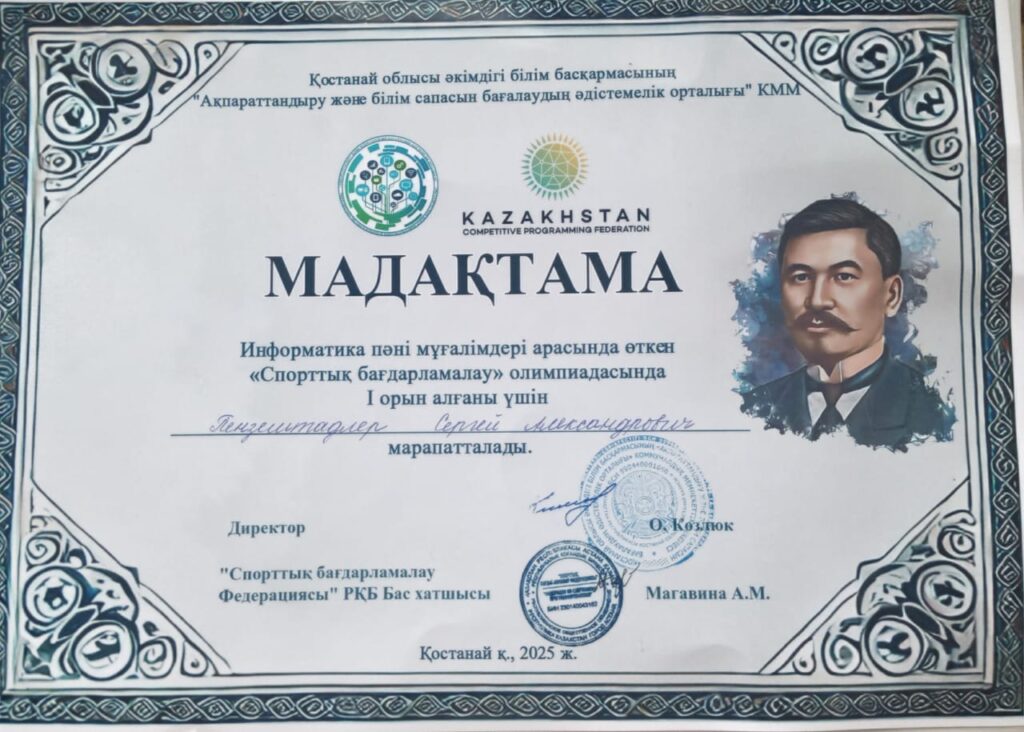 Қостанай облысы әкімдігі білім басқармасының
"Ақпараттандыру және білім сапасын бағалаудың әдістемелік орталығы" КММ
KAZAKHSTAN
COMPETITIVE PROGRAMMING FEDERATION
МАДАҚТАМА
Информатика пәні мұғалімдері арасында өткен
«Спорттық бағдарламалау» олимпиадасында
І орын алғаны үшін
Пензештадлер Сергей Александрович
марапатталады.
Директор
О. Козлюк
"Спорттық бағдарламалау
Федерациясы" РҚБ Бас хатшысы
Магавина А.М.
Қостанай қ., 2025 ж.